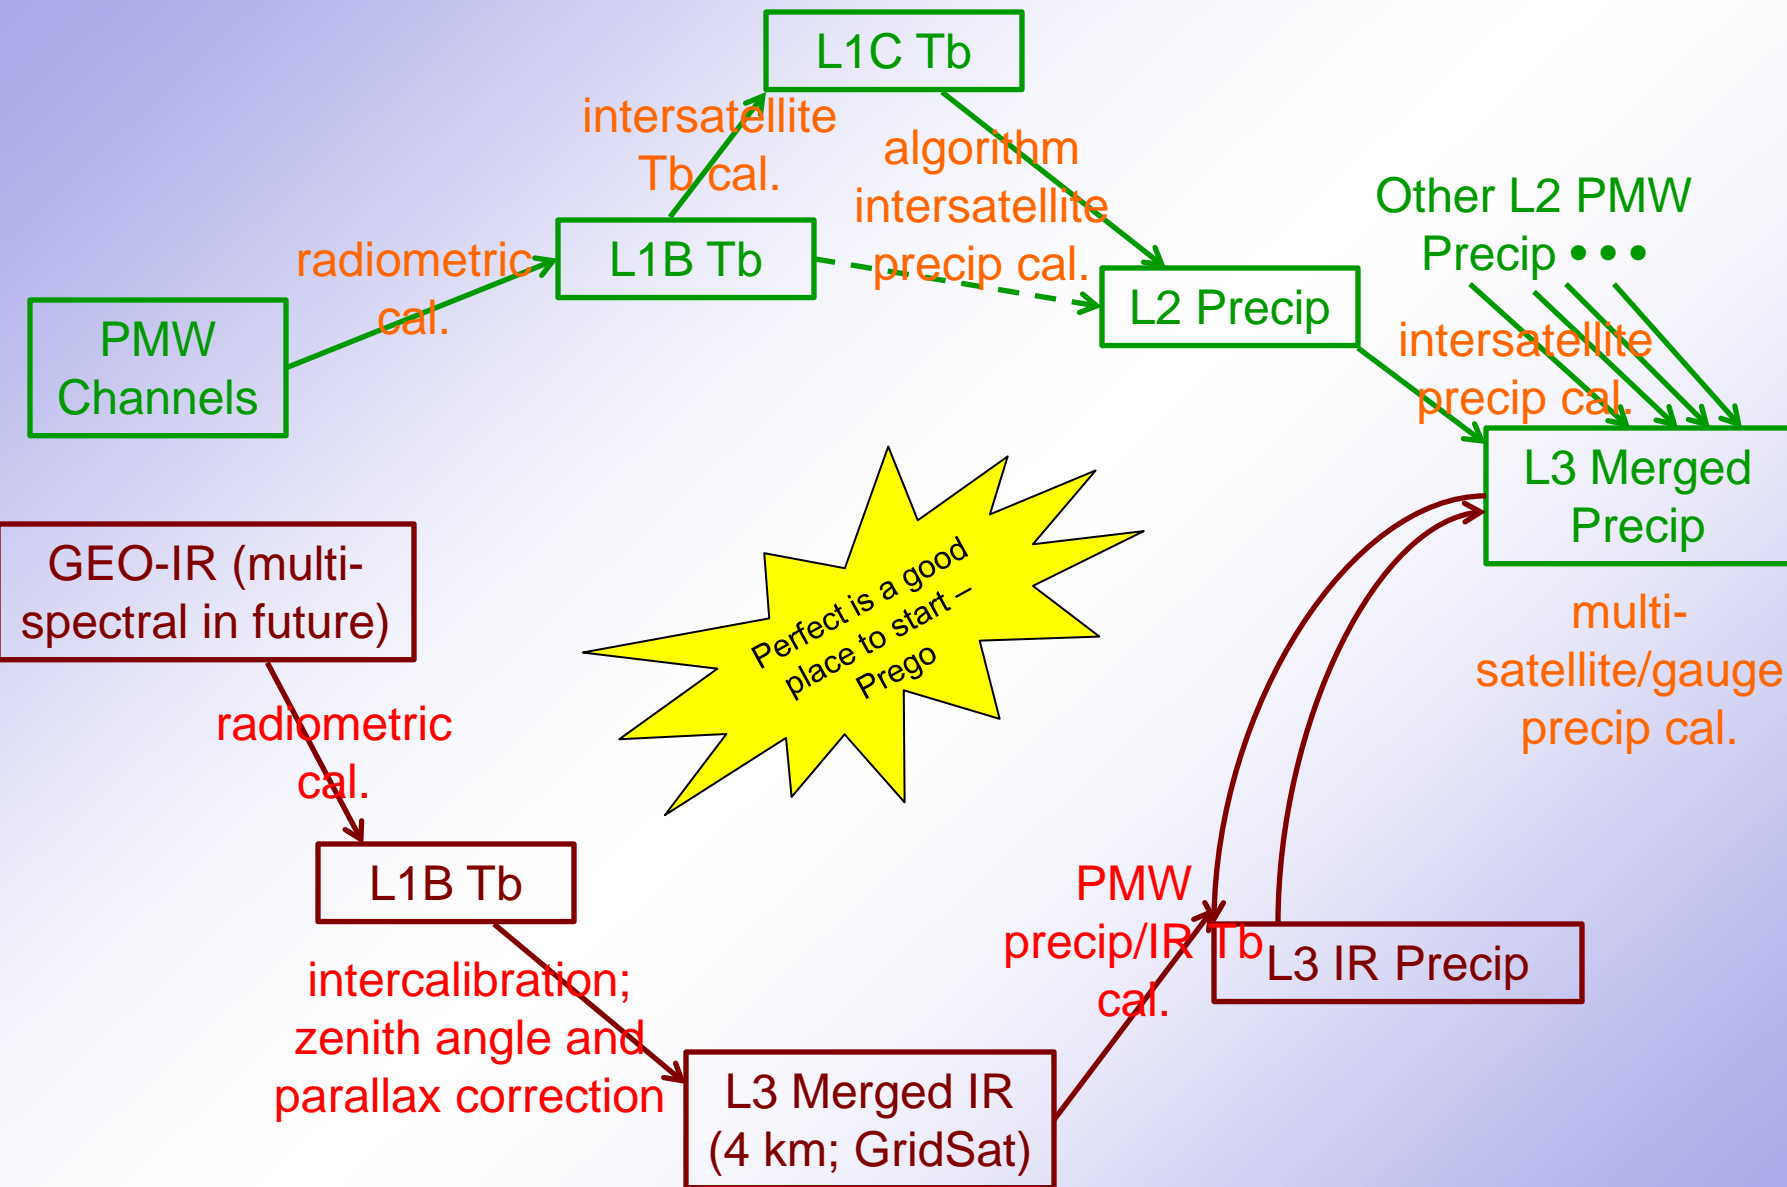 L1C Tb
intersatellite
Tb cal.
algorithm
intersatellite
precip cal.
Other L2 PMW
Precip • • •
radiometric
cal.
L1B Tb
L2 Precip
PMW
Channels
intersatellite
precip cal.
L3 Merged
Precip
multi-
satellite/gauge
precip cal.
GEO-IR (multi-
spectral in future)
Perfect is a good
place to start –
Prego
radiometric
cal.
L1B Tb
PMW
precip/IR Tb
cal.
L3 IR Precip
intercalibration;
zenith angle and
parallax correction
L3 Merged IR
(4 km; GridSat)